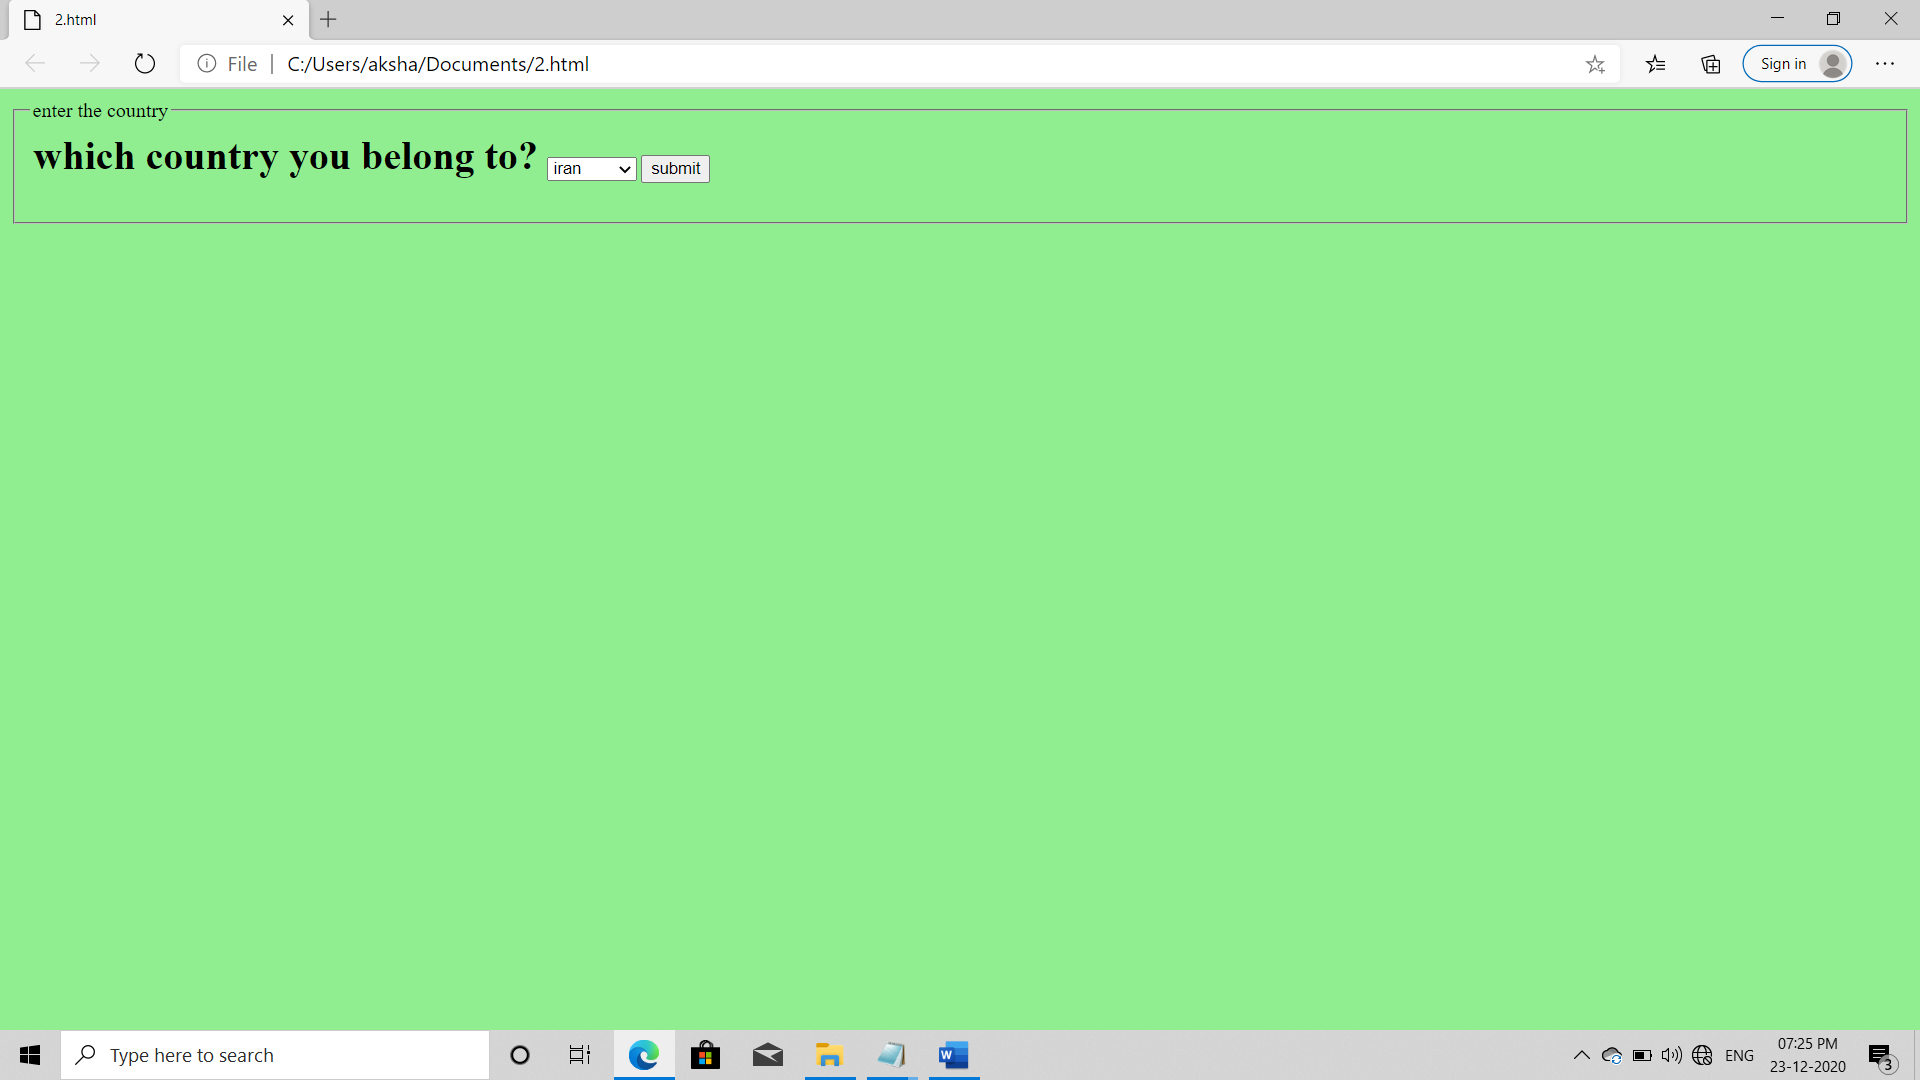 2.html
File C:/Users/aksha/Documents/2.html
Sign in
enter the country
which country you belong to? iran submit
Type here to search
W
ENG
07:25 PM
23-12-2020
3